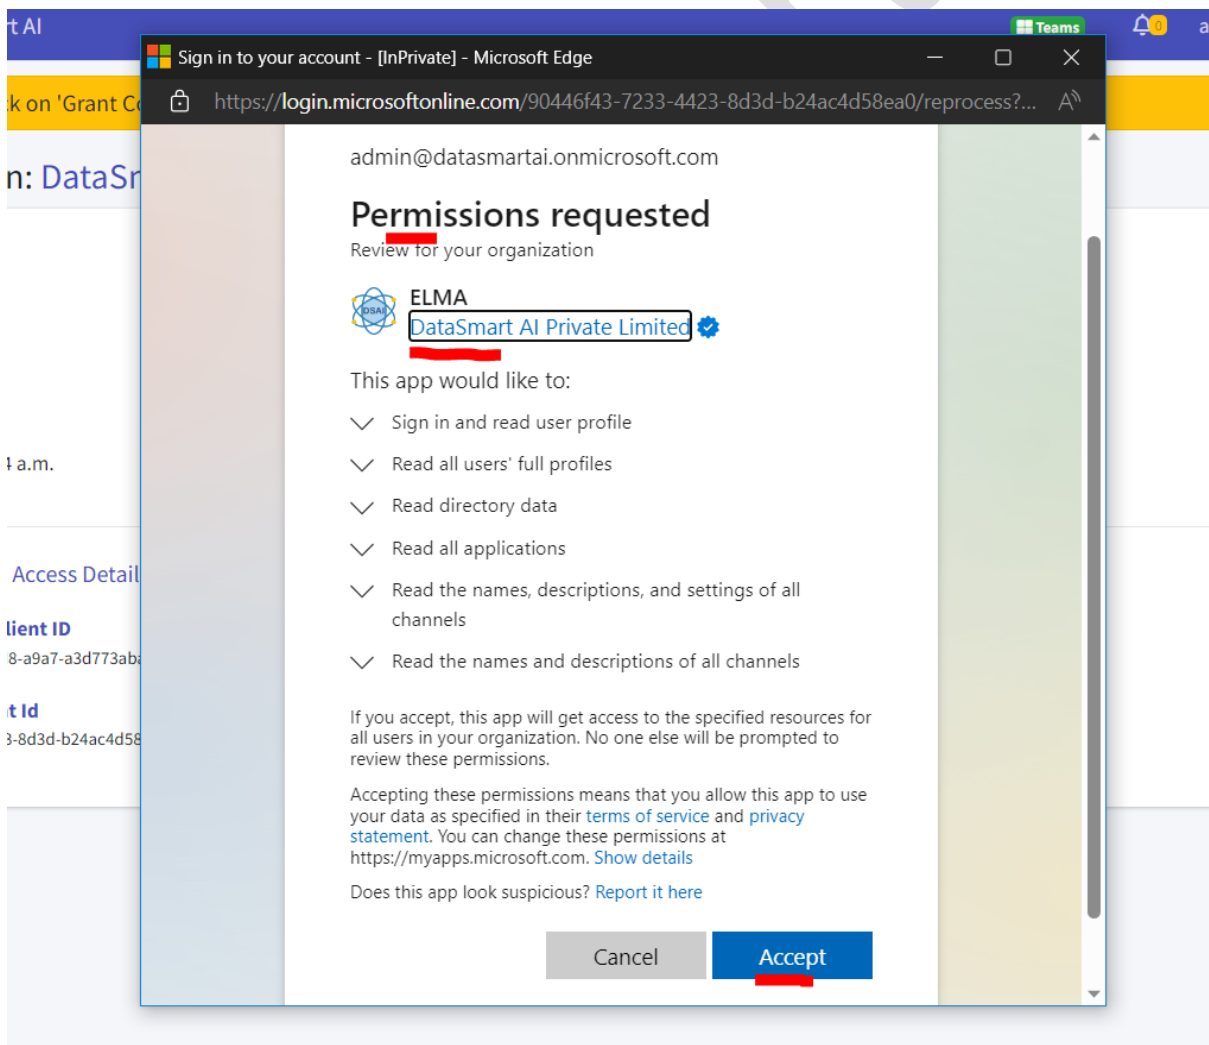 t AI
Teams
0
a
Sign in to your account - [InPrivate] - Microsoft Edge
https://login.microsoftonline.com/90446f43-7233-4423-8d3d-b24ac4d58ea0/reprocess?...
k on 'Grant Co
n: DataSr
admin@datasmartai.onmicrosoft.com
Permissions requested
Review for your organization
DSAI
ELMA
DataSmart AI Private Limited
This app would like to:
Sign in and read user profile
Read all users' full profiles
4 a.m.
Read directory data
Read all applications
Access Detail
Read the names, descriptions, and settings of all
channels
lient ID
8-a9a7-a3d773aba
Read the names and descriptions of all channels
t Id
3-8d3d-b24ac4d58
If you accept, this app will get access to the specified resources for
all users in your organization. No one else will be prompted to
review these permissions.
Accepting these permissions means that you allow this app to use
your data as specified in their terms of service and privacy
statement. You can change these permissions at
https://myapps.microsoft.com. Show details
Does this app look suspicious? Report it here
Cancel
Accept